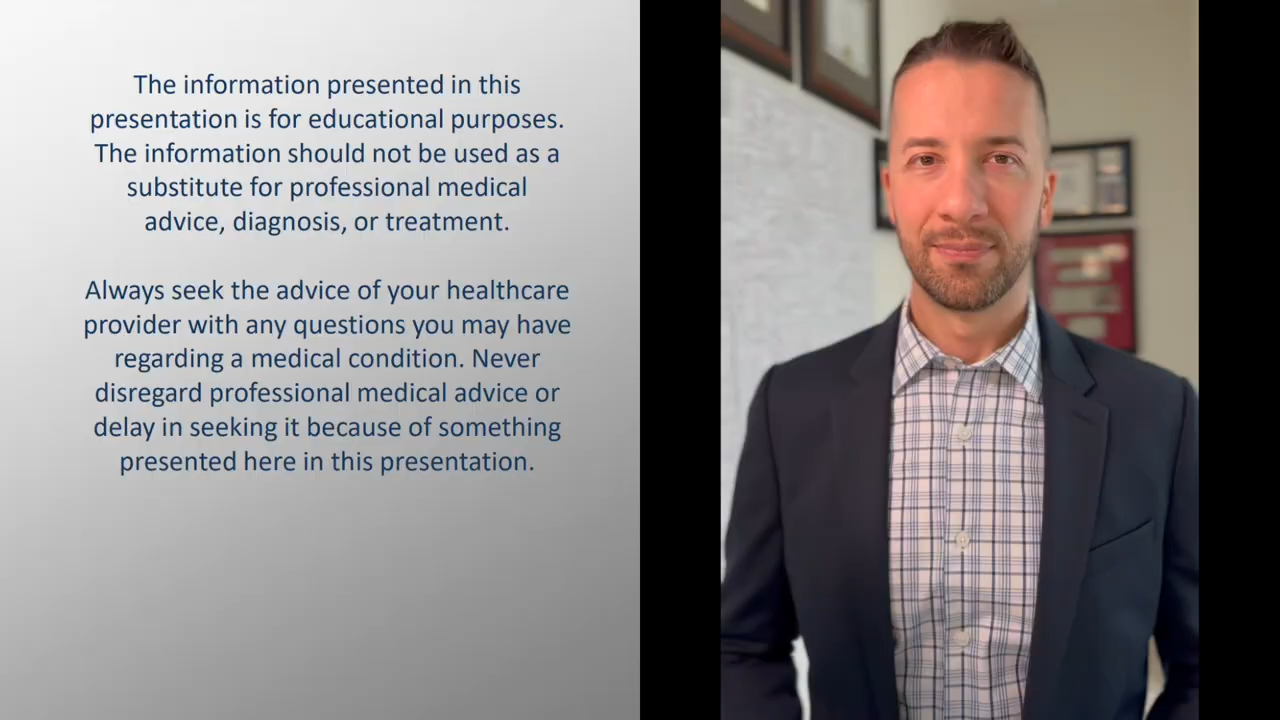 The information presented in this
presentation is for educational purposes.
The information should not be used as a
substitute for professional medical
advice, diagnosis, or treatment.
Always seek the advice of your healthcare
provider with any questions you may have
regarding a medical condition. Never
disregard professional medical advice or
delay in seeking it because of something
presented here in this presentation.